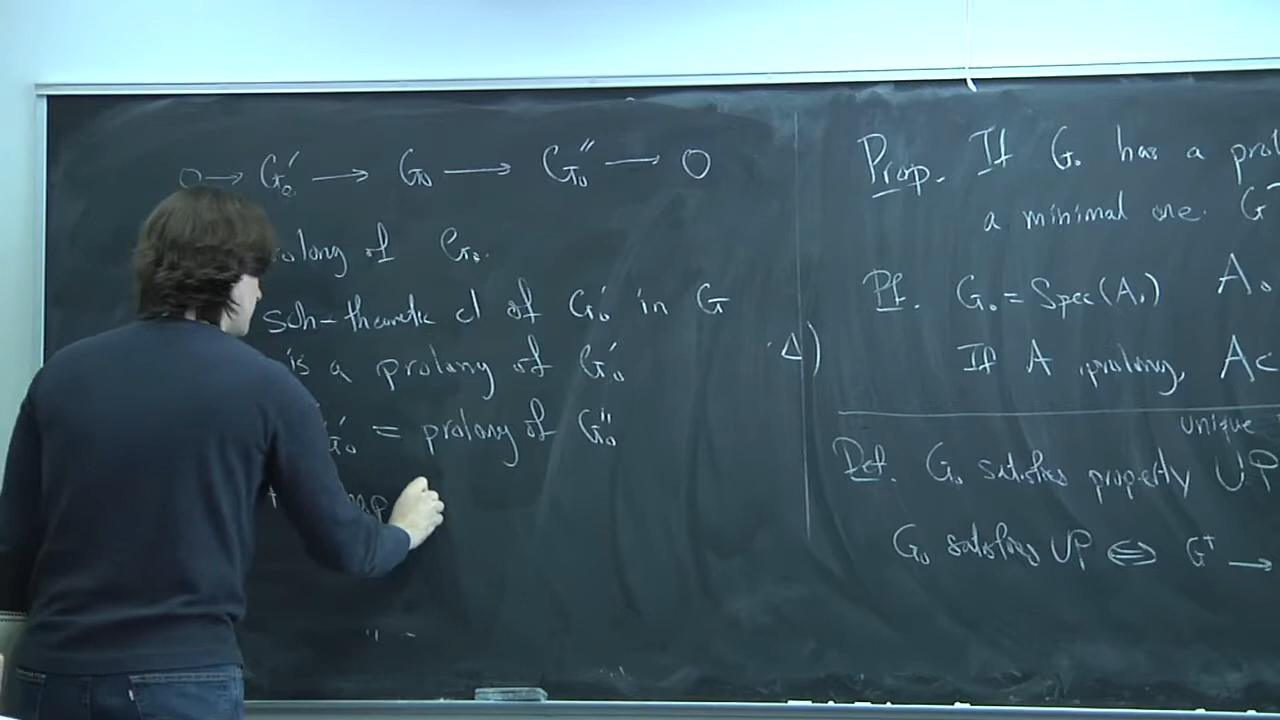 0 → G₀' → G₀ → G₀'' → 0
olong of G₀.
sch-theoretic cl of G₀' in G
is a prolong of G₀'
G₀' = prolong of G₀''
Prop. If G₀ has a prol
a minimal one. G
Pf. G₀ = Spec(A₀) A₀
If A prolong, A ⊂
unique
Def. G₀ satisfies property UP
G₀ satisfies UP ⇔ G⁺ →